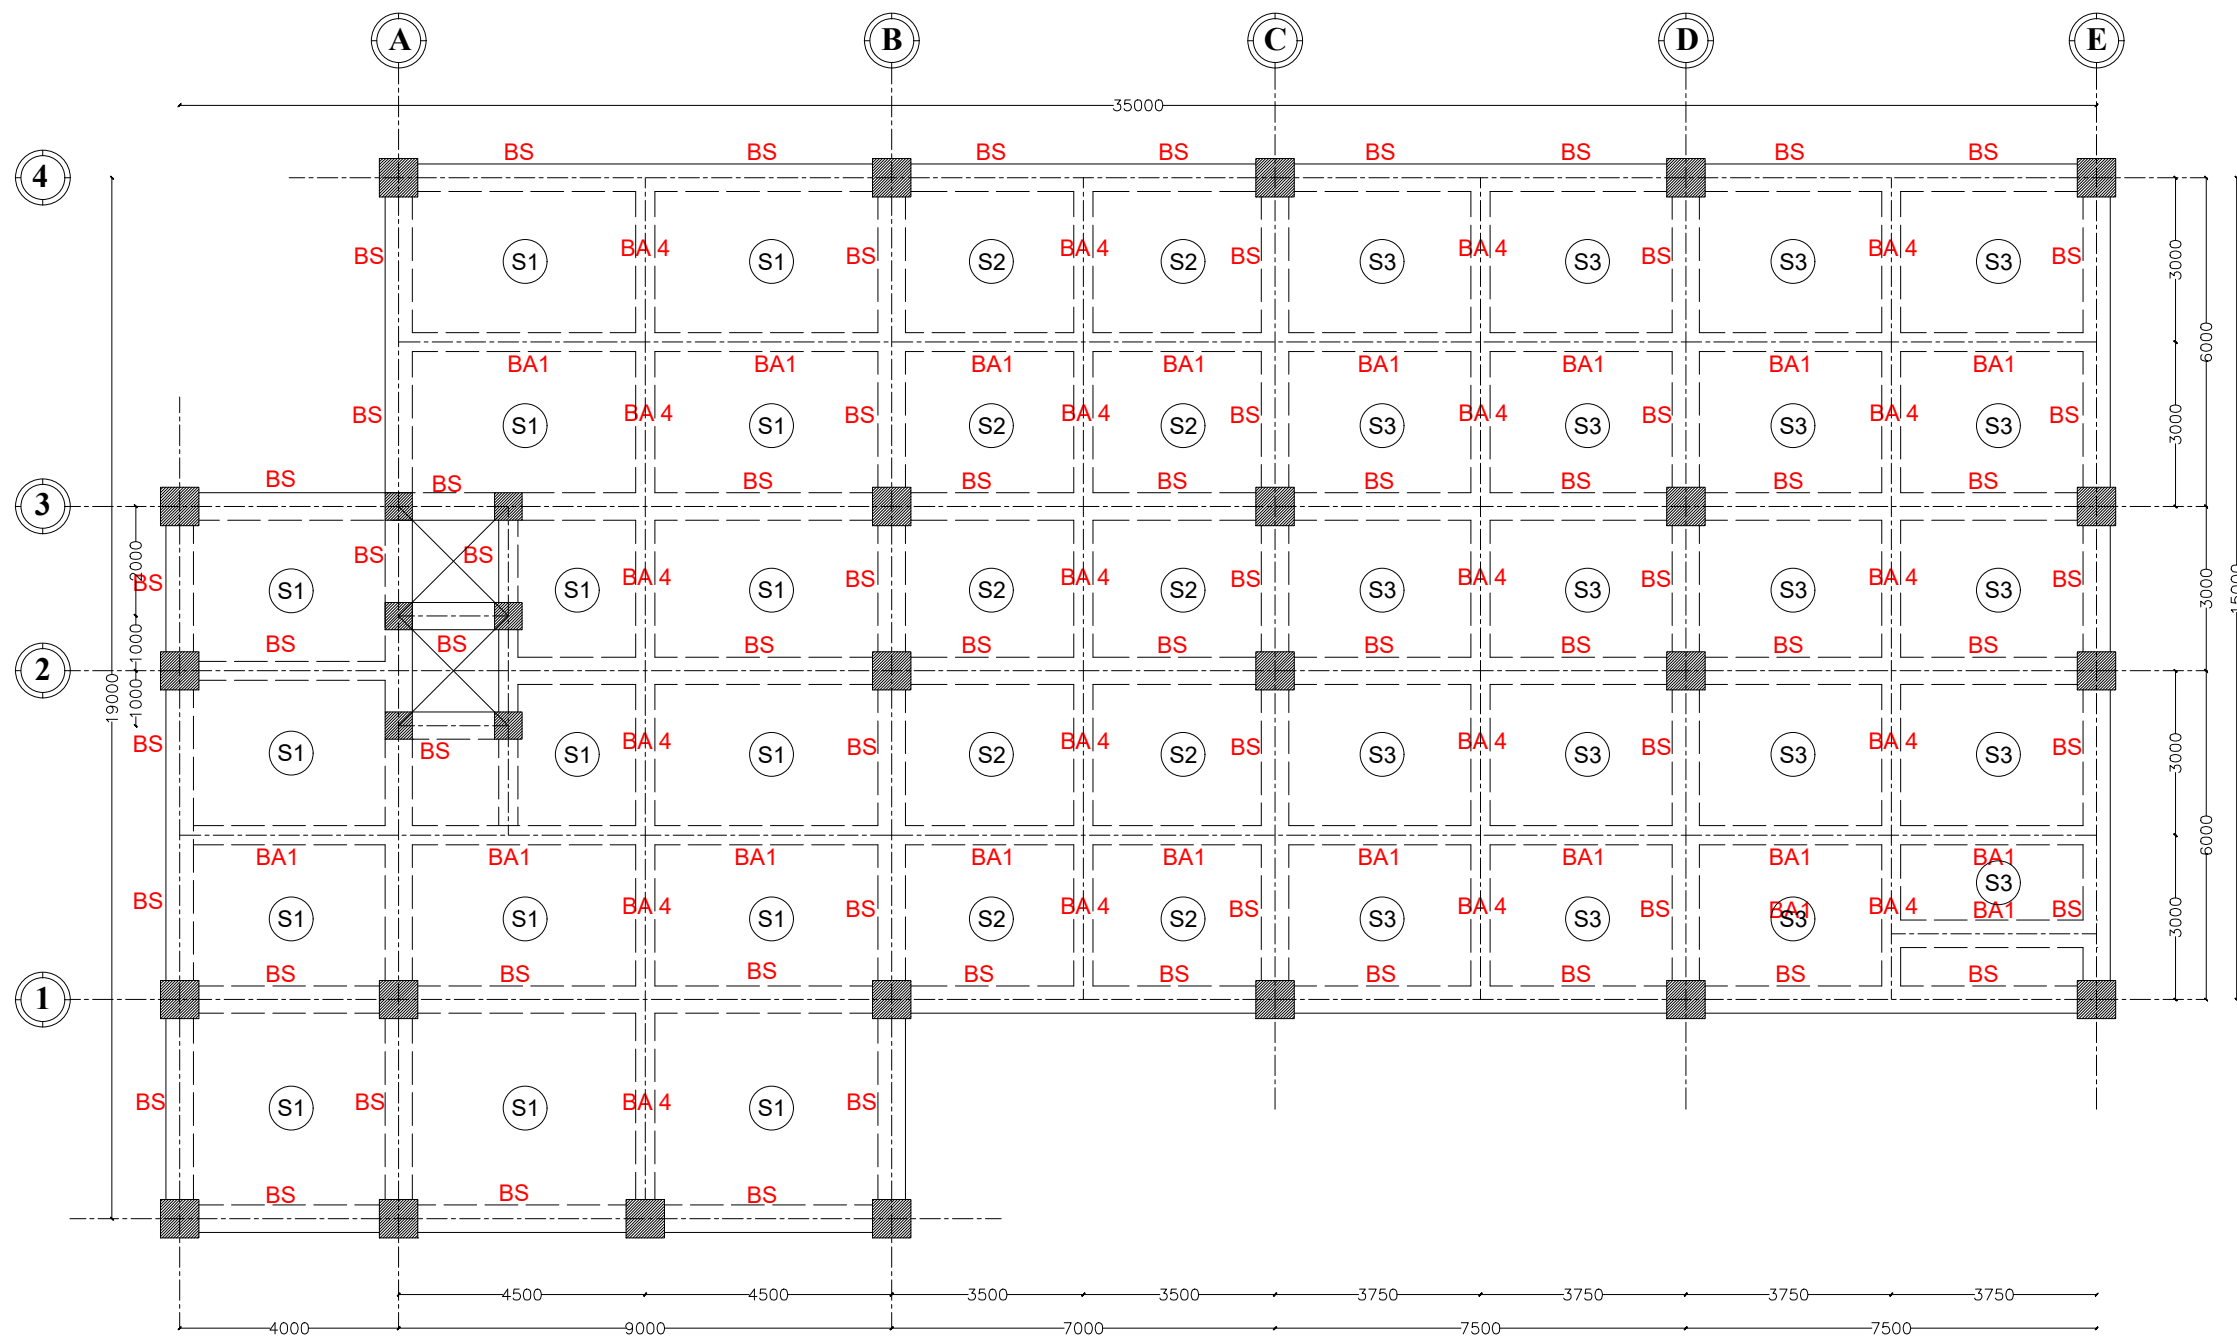 A B C D E
35000
BS BS BS BS BS BS BS BS
4
BS BA 4 BS BA 4 BS BA 4 BS BA 4 BS
S1 S1 S2 S2 S3 S3 S3 S3 3000
6000
BA1 BA1 BA1 BA1 BA1 BA1 BA1 BA1
BS BA 4 BS BA 4 BS BA 4 BS BA 4 BS
S1 S1 S2 S2 S3 S3 S3 S3 3000
BS BS BS BS BS BS BS BS BS
3
2000 BS BS
BS S1 S1 BA 4 S1 BS S2 BA 4 S2 BS S3 BA 4 S3 BS S3 BA 4 S3 BS 3000 15000
1000 BS BS BS BS BS BS BS BS BS
2
19000 1000
BS S1 BS S1 BA 4 S1 BS S2 BA 4 S2 BS S3 BA 4 S3 BS S3 BA 4 S3 BS 3000
6000
BA1 BA1 BA1 BA1 BA1 BA1 BA1 BA1 BA1
S3
BS S1 S1 BA 4 S1 BS S2 BA 4 S2 BS S3 BA 4 S3 BS BA1 S3 BA 4 BA1 BS 3000
BS BS BS BS BS BS BS BS BS
1
BS S1 BS S1 BA 4 S1 BS
BS BS BS
4500 4500 3500 3500 3750 3750 3750 3750
4000 9000 7000 7500 7500